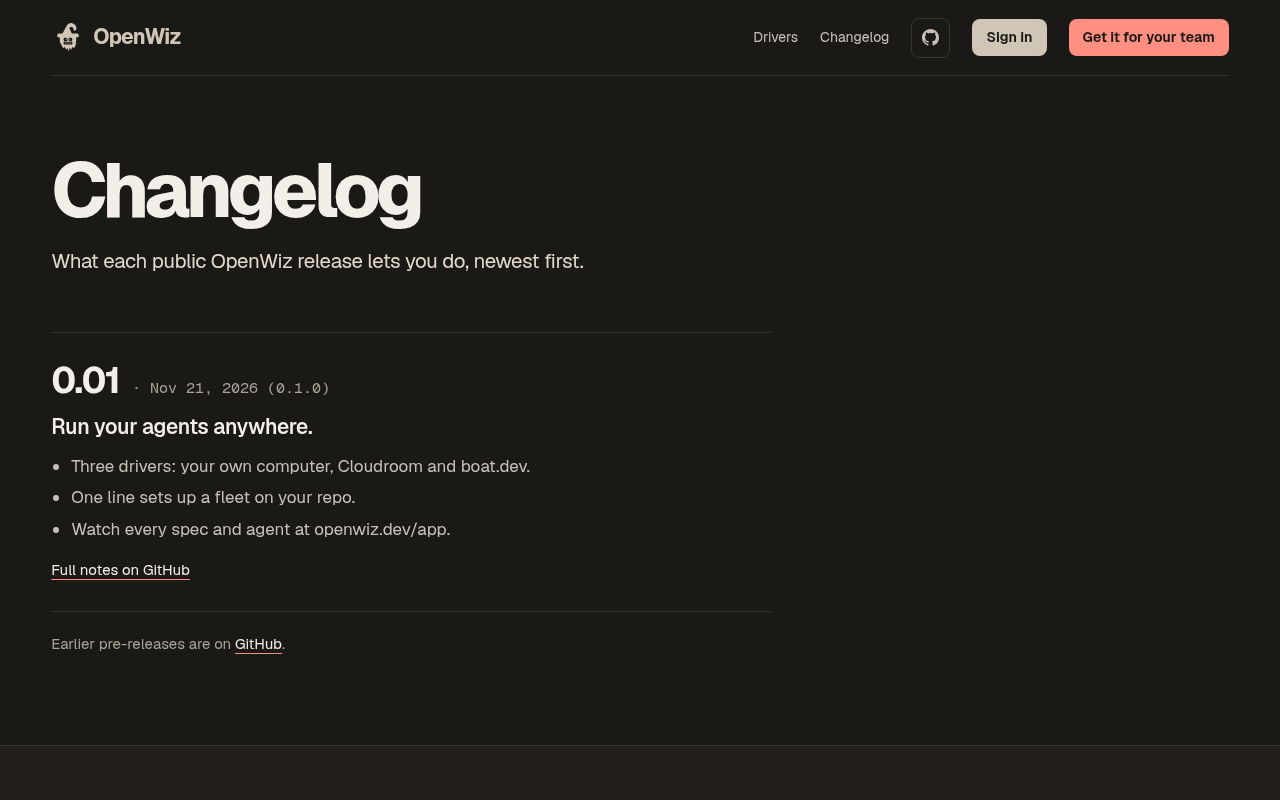 OpenWiz
Drivers
Changelog
Sign in
Get it for your team
Changelog
What each public OpenWiz release lets you do, newest first.
0.01 · Nov 21, 2026 (0.1.0)
Run your agents anywhere.
• Three drivers: your own computer, Cloudroom and boat.dev.
• One line sets up a fleet on your repo.
• Watch every spec and agent at openwiz.dev/app.
Full notes on GitHub
Earlier pre-releases are on GitHub.